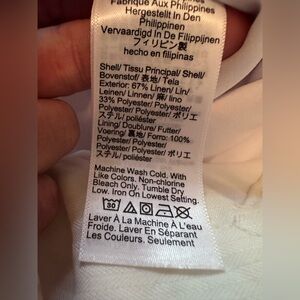 Fabriqué Aux Philippines
Hergestellt In Den
Philippinen
Vervaardigd In De Filippijnen
フィリピン製
hecho en filipinas
Shell/ Tissu Principal/ Shell/
Bovenstof/ 表地/ Tela
Exterior: 67% Linen/ Lin/
Leinen/ Linnen/ 麻/ lino
33% Polyester/ Polyester/
Polyester/ Polyester/ ポリエ
ステル/ poliéster
Lining/ Doublure/ Futter/
Voering/ 裏地/ Forro: 100%
Polyester/ Polyester/
Polyester/ Polyester/ ポリエ
ステル/ poliéster
Machine Wash Cold. With
Like Colors. Non-chlorine
Bleach Only. Tumble Dry
Low. Iron on Lowest Setting.
30
Laver À La Machine À L'eau
Froide. Laver En Séparant
Les Couleurs. Seulement